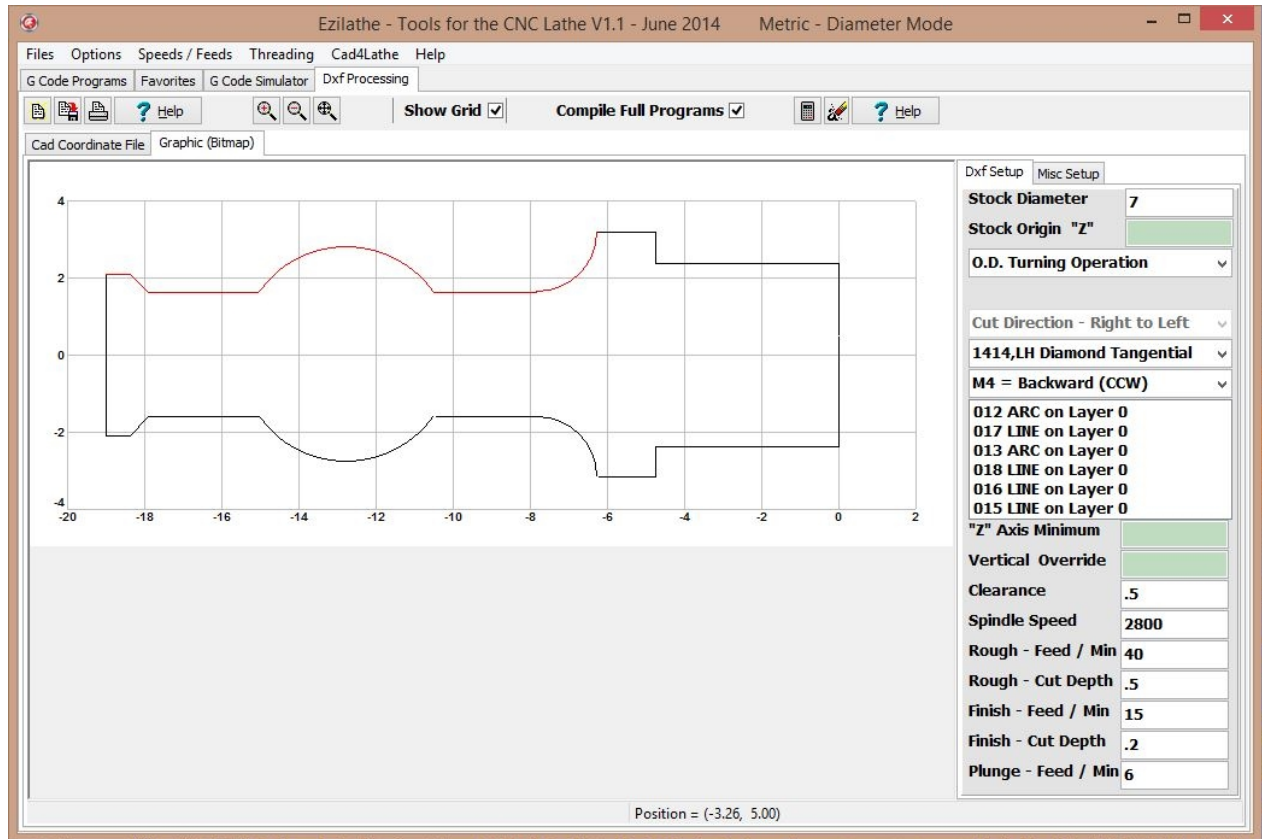 Ezilathe - Tools for the CNC Lathe V1.1 - June 2014 Metric - Diameter Mode
Files Options Speeds / Feeds Threading Cad4Lathe Help
G Code Programs Favorites G Code Simulator Dxf Processing
? Help Show Grid Compile Full Programs ? Help
Cad Coordinate File Graphic (Bitmap)
Dxf Setup Misc Setup
4
2
0
-2
-4
-20 -18 -16 -14 -12 -10 -8 -6 -4 -2 0 2
Stock Diameter 7
Stock Origin "Z"
O.D. Turning Operation
Cut Direction - Right to Left
1414,LH Diamond Tangential
M4 = Backward (CCW)
012 ARC on Layer 0
017 LINE on Layer 0
013 ARC on Layer 0
018 LINE on Layer 0
016 LINE on Layer 0
015 LINE on Layer 0
"Z" Axis Minimum
Vertical Override
Clearance .5
Spindle Speed 2800
Rough - Feed / Min 40
Rough - Cut Depth .5
Finish - Feed / Min 15
Finish - Cut Depth .2
Plunge - Feed / Min 6
Position = (-3.26, 5.00)